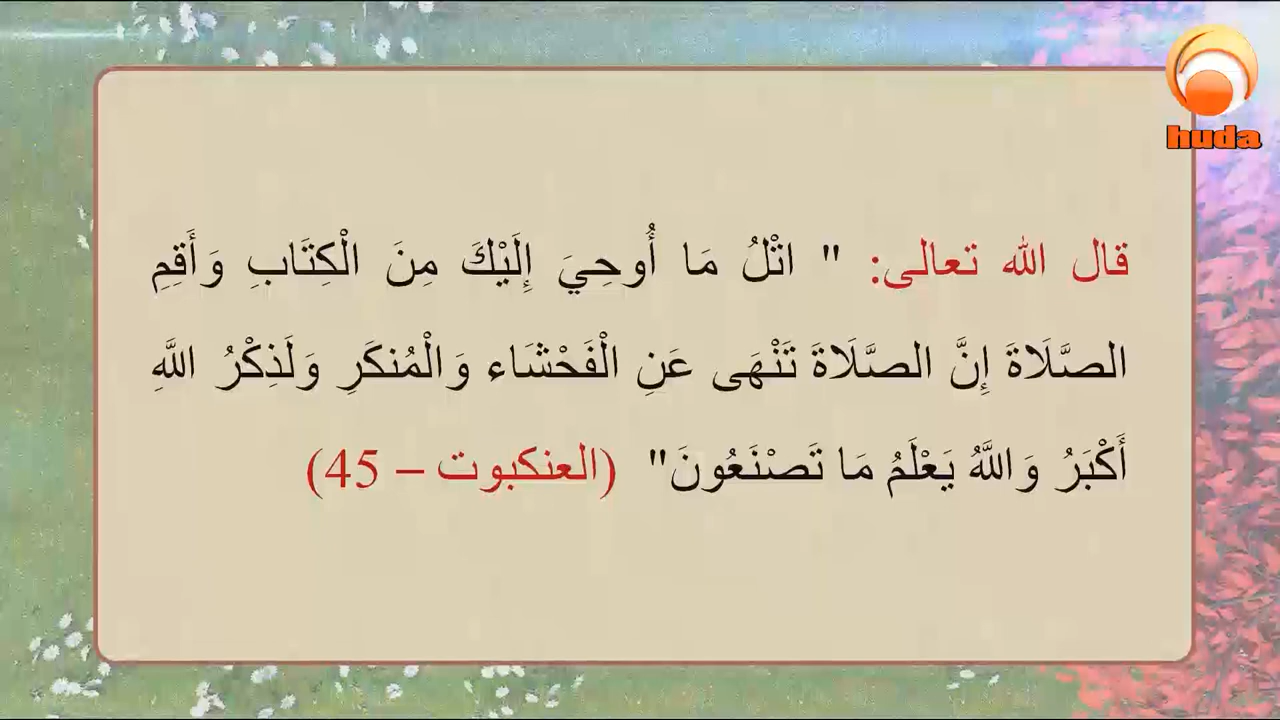 huda
قال الله تعالى: " اتْلُ مَا أُوحِيَ إِلَيْكَ مِنَ الْكِتَابِ وَأَقِمِ
الصَّلَاةَ إِنَّ الصَّلَاةَ تَنْهَى عَنِ الْفَحْشَاء وَالْمُنكَرِ وَلَذِكْرُ اللَّهِ
أَكْبَرُ وَاللَّهُ يَعْلَمُ مَا تَصْنَعُونَ" (العنكبوت – 45)